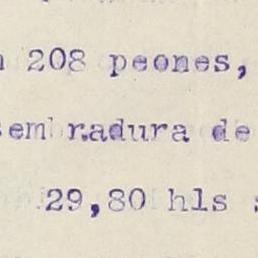 208 peones,
sembradura de
29,80 hls